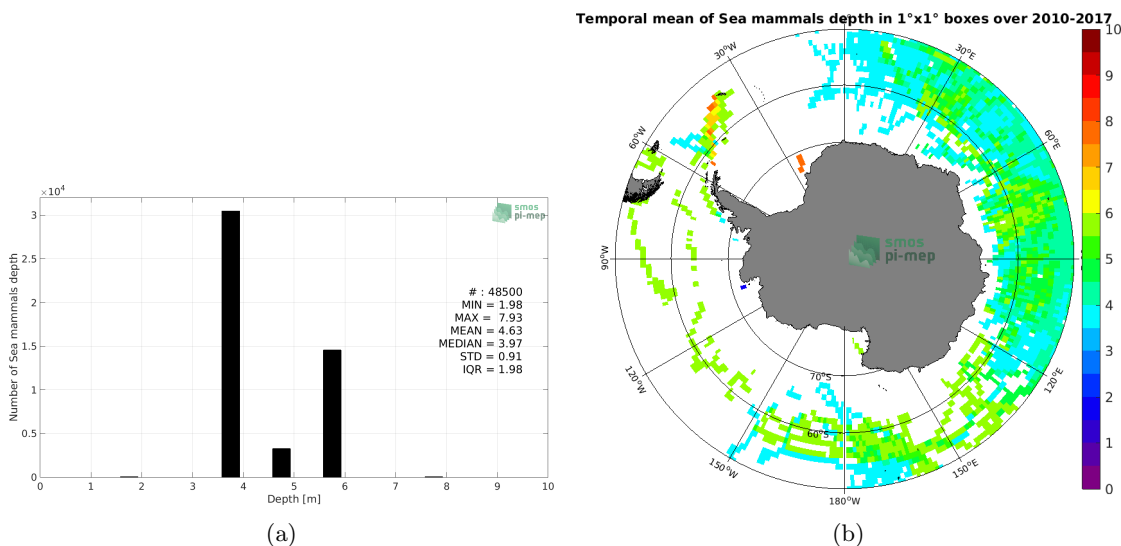 ×10⁴
3
2.5
2
1.5
1
0.5
0
0 1 2 3 4 5 6 7 8 9 10
Number of Sea mammals depth
Depth [m]
smos
pi-mep
# : 48500
MIN = 1.98
MAX = 7.93
MEAN = 4.63
MEDIAN = 3.97
STD = 0.91
IQR = 1.98
(a)
Temporal mean of Sea mammals depth in 1°x1° boxes over 2010-2017
30°W
30°E
60°W
60°E
90°W
120°W
120°E
150°W
150°E
180°W
70°S
60°S
smos
pi-mep
10
9
8
7
6
5
4
3
2
1
0
(b)